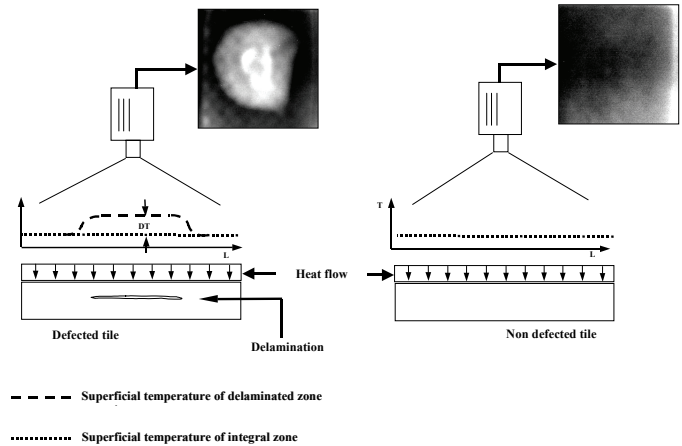 T
DT
L
L
Heat flow
Defected tile
Non defected tile
Delamination
Superficial temperature of delaminated zone
Superficial temperature of integral zone